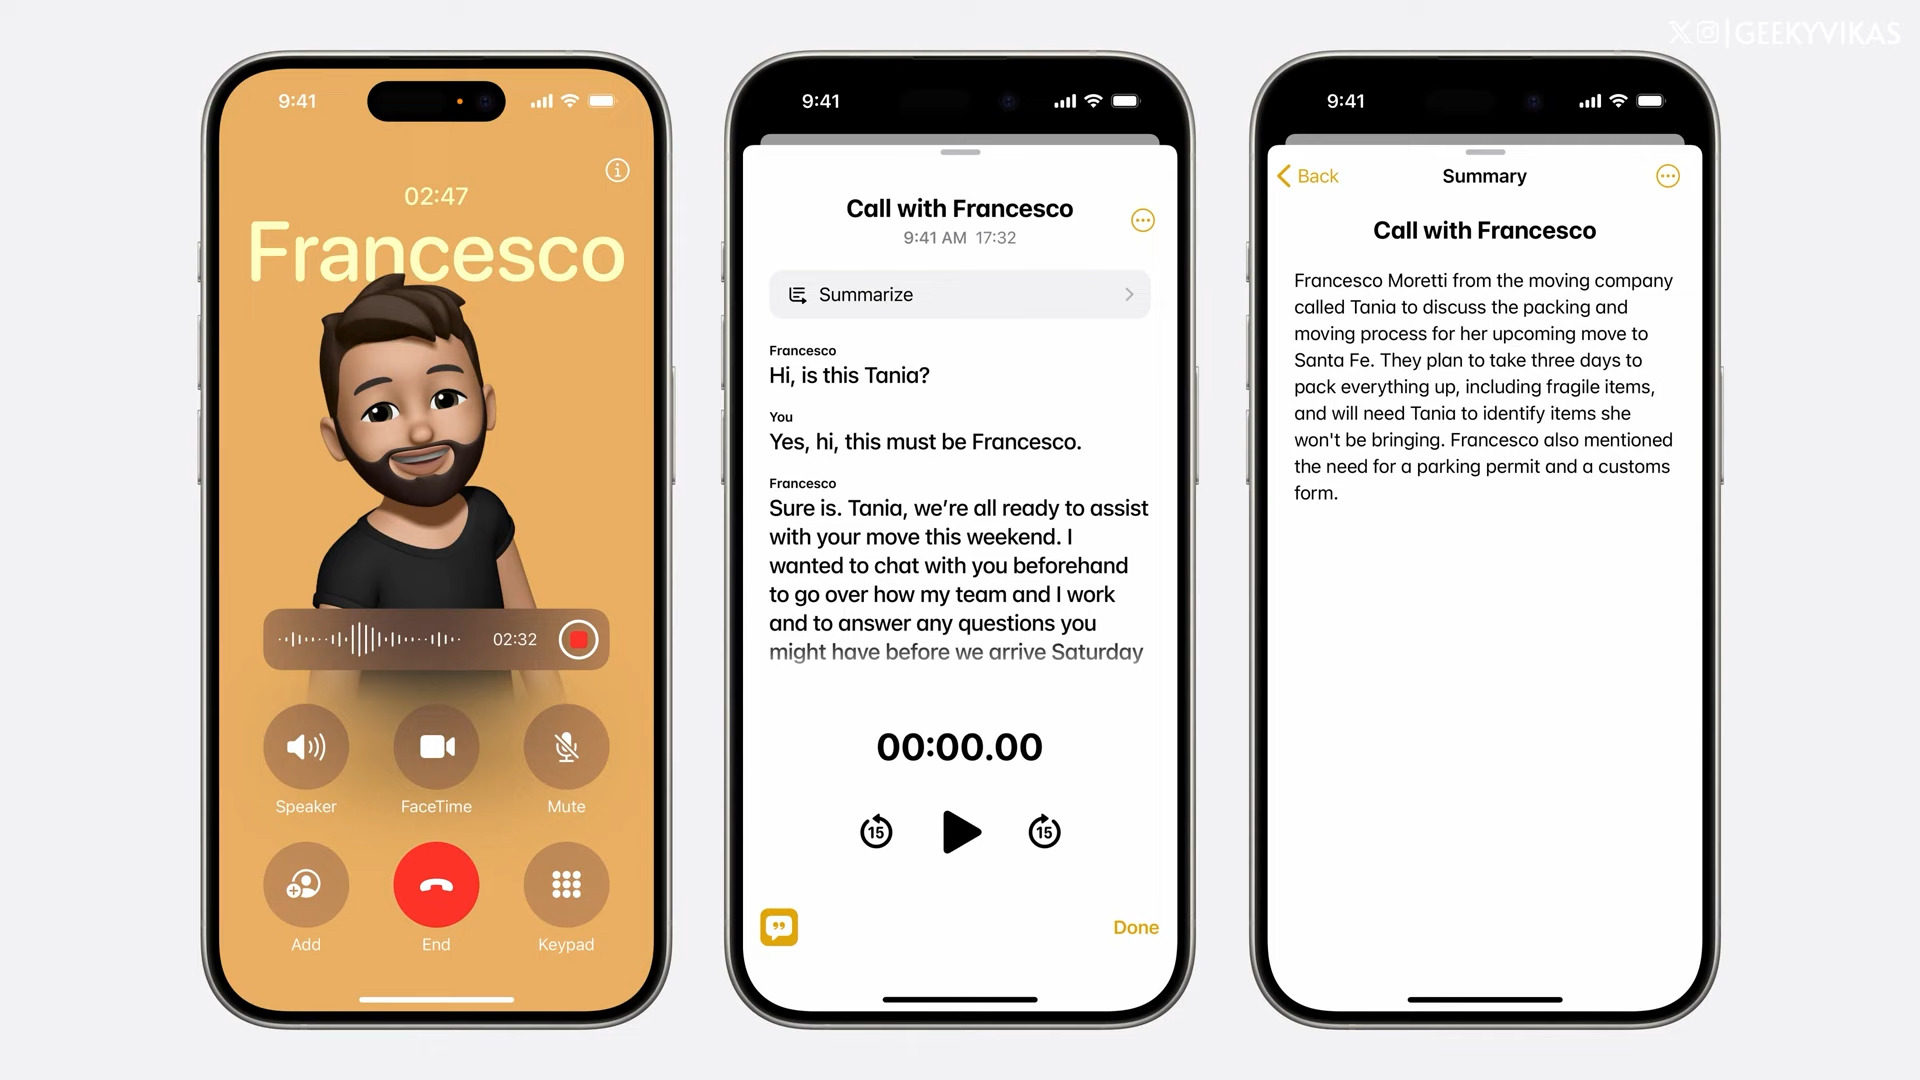 GEEKYVIKAS
9:41
02:47
Francesco
02:32
Speaker
FaceTime
Mute
Add
End
Keypad
9:41
Call with Francesco
9:41 AM 17:32
Summarize
Francesco
Hi, is this Tania?
You
Yes, hi, this must be Francesco.
Francesco
Sure is. Tania, we’re all ready to assist
with your move this weekend. I
wanted to chat with you beforehand
to go over how my team and I work
and to answer any questions you
might have before we arrive Saturday
00:00.00
15
15
Done
9:41
Back
Summary
Call with Francesco
Francesco Moretti from the moving company
called Tania to discuss the packing and
moving process for her upcoming move to
Santa Fe. They plan to take three days to
pack everything up, including fragile items,
and will need Tania to identify items she
won't be bringing. Francesco also mentioned
the need for a parking permit and a customs
form.